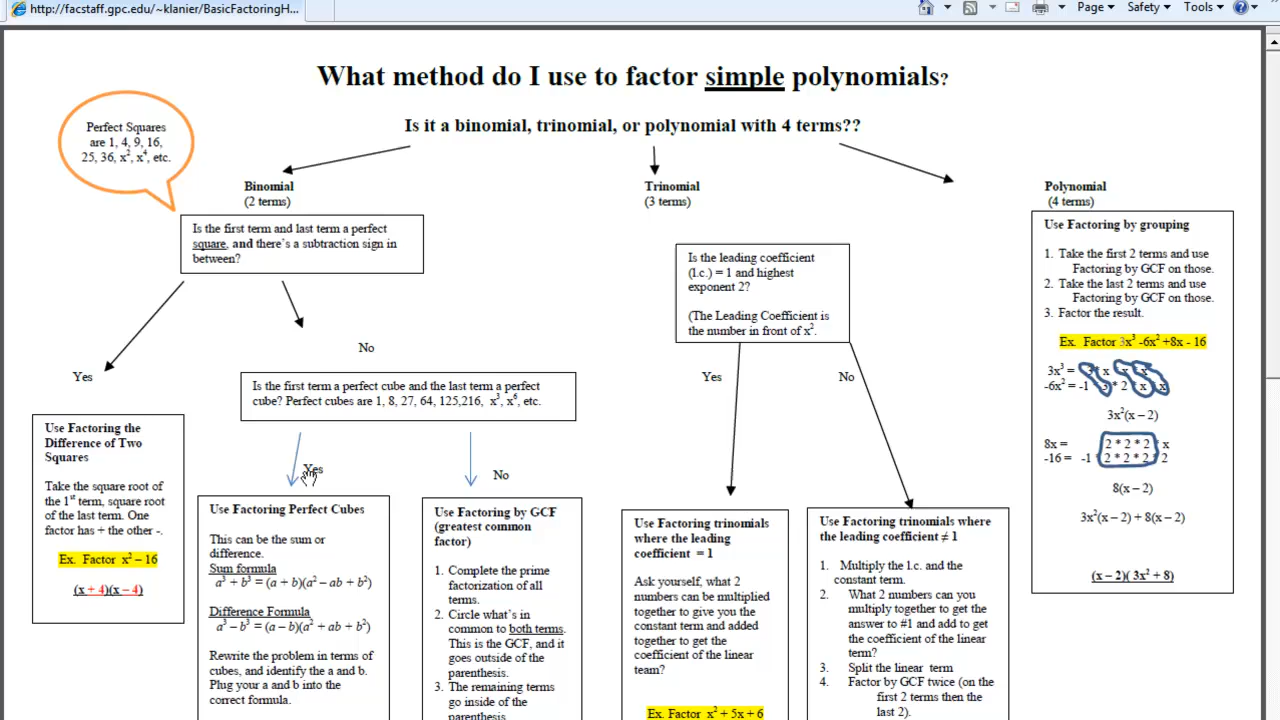 http://facstaff.gpc.edu/~klanier/BasicFactoringH...
Page
Safety
Tools
What method do I use to factor simple polynomials?
Is it a binomial, trinomial, or polynomial with 4 terms??
Perfect Squares
are 1, 4, 9, 16,
25, 36, x², x⁴, etc.
Binomial
(2 terms)
Is the first term and last term a perfect
square, and there's a subtraction sign in
between?
Yes
No
Use Factoring the
Difference of Two
Squares
Take the square root of
the 1st term, square root
of the last term. One
factor has + the other -.
Ex. Factor x² – 16
(x + 4)(x – 4)
Is the first term a perfect cube and the last term a perfect
cube? Perfect cubes are 1, 8, 27, 64, 125,216, x³, x⁶, etc.
Yes
No
Use Factoring Perfect Cubes
This can be the sum or
difference.
Sum formula
a³ + b³ = (a + b)(a² – ab + b²)
Difference Formula
a³ – b³ = (a – b)(a² + ab + b²)
Rewrite the problem in terms of
cubes, and identify the a and b.
Plug your a and b into the
correct formula.
Use Factoring by GCF
(greatest common
factor)
1. Complete the prime
factorization of all
terms.
2. Circle what's in
common to both terms.
This is the GCF, and it
goes outside of the
parenthesis.
3. The remaining terms
go inside of the
parenthesis
Trinomial
(3 terms)
Is the leading coefficient
(l.c.) = 1 and highest
exponent 2?
(The Leading Coefficient is
the number in front of x².
Yes
No
Use Factoring trinomials
where the leading
coefficient = 1
Ask yourself, what 2
numbers can be multiplied
together to give you the
constant term and added
together to get the
coefficient of the linear
team?
Ex. Factor x² + 5x + 6
Use Factoring trinomials where
the leading coefficient ≠ 1
1. Multiply the l.c. and the
constant term.
2. What 2 numbers can you
multiply together to get the
answer to #1 and add to get
the coefficient of the linear
term?
3. Split the linear term
4. Factor by GCF twice (on the
first 2 terms then the
last 2).
Polynomial
(4 terms)
Use Factoring by grouping
1. Take the first 2 terms and use
Factoring by GCF on those.
2. Take the last 2 terms and use
Factoring by GCF on those.
3. Factor the result.
Ex. Factor 3x³ -6x² +8x - 16
3x³ = 3 * x * x * x
-6x² = -1 * 3 * 2 * x * x
3x²(x – 2)
8x = 2 * 2 * 2 * x
-16 = -1 * 2 * 2 * 2 * 2
8(x – 2)
3x²(x – 2) + 8(x – 2)
(x – 2)( 3x² + 8)